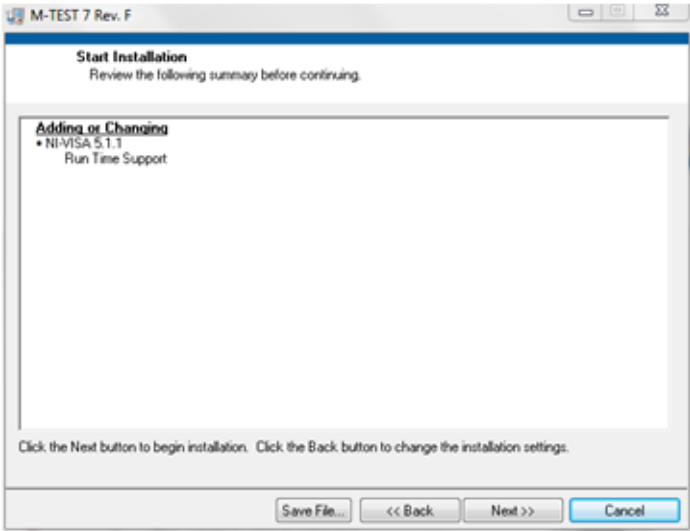 M-TEST 7 Rev. F
Start Installation
Review the following summary before continuing.
Adding or Changing
• NI-VISA 5.1.1
Run Time Support
Click the Next button to begin installation. Click the Back button to change the installation settings.
Save File... << Back Next >> Cancel